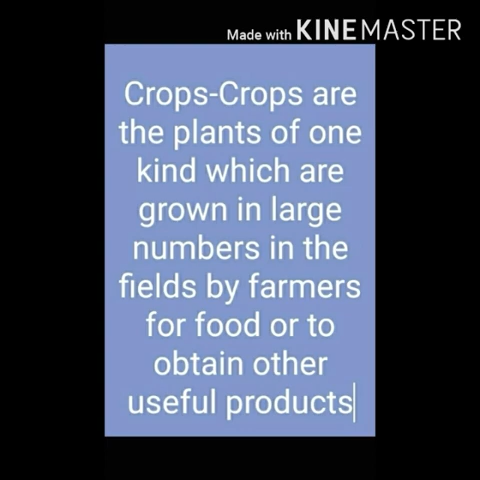 Made with KINEMASTER
Crops-Crops are
the plants of one
kind which are
grown in large
numbers in the
fields by farmers
for food or to
obtain other
useful products